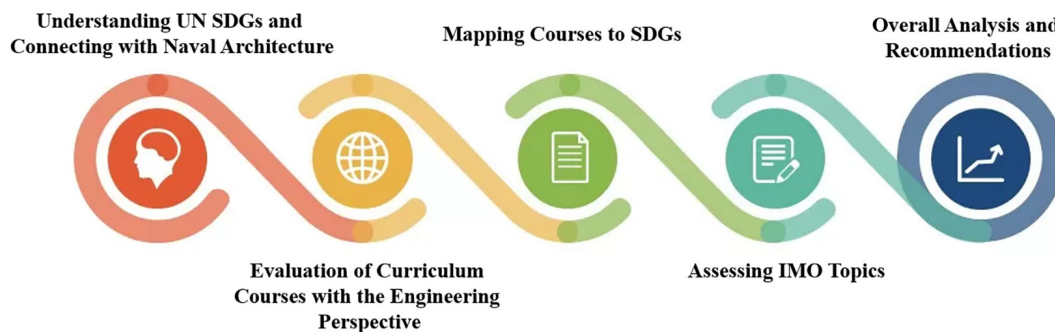 Understanding UN SDGs and
Connecting with Naval Architecture
Evaluation of Curriculum
Courses with the Engineering
Perspective
Mapping Courses to SDGs
Assessing IMO Topics
Overall Analysis and
Recommendations